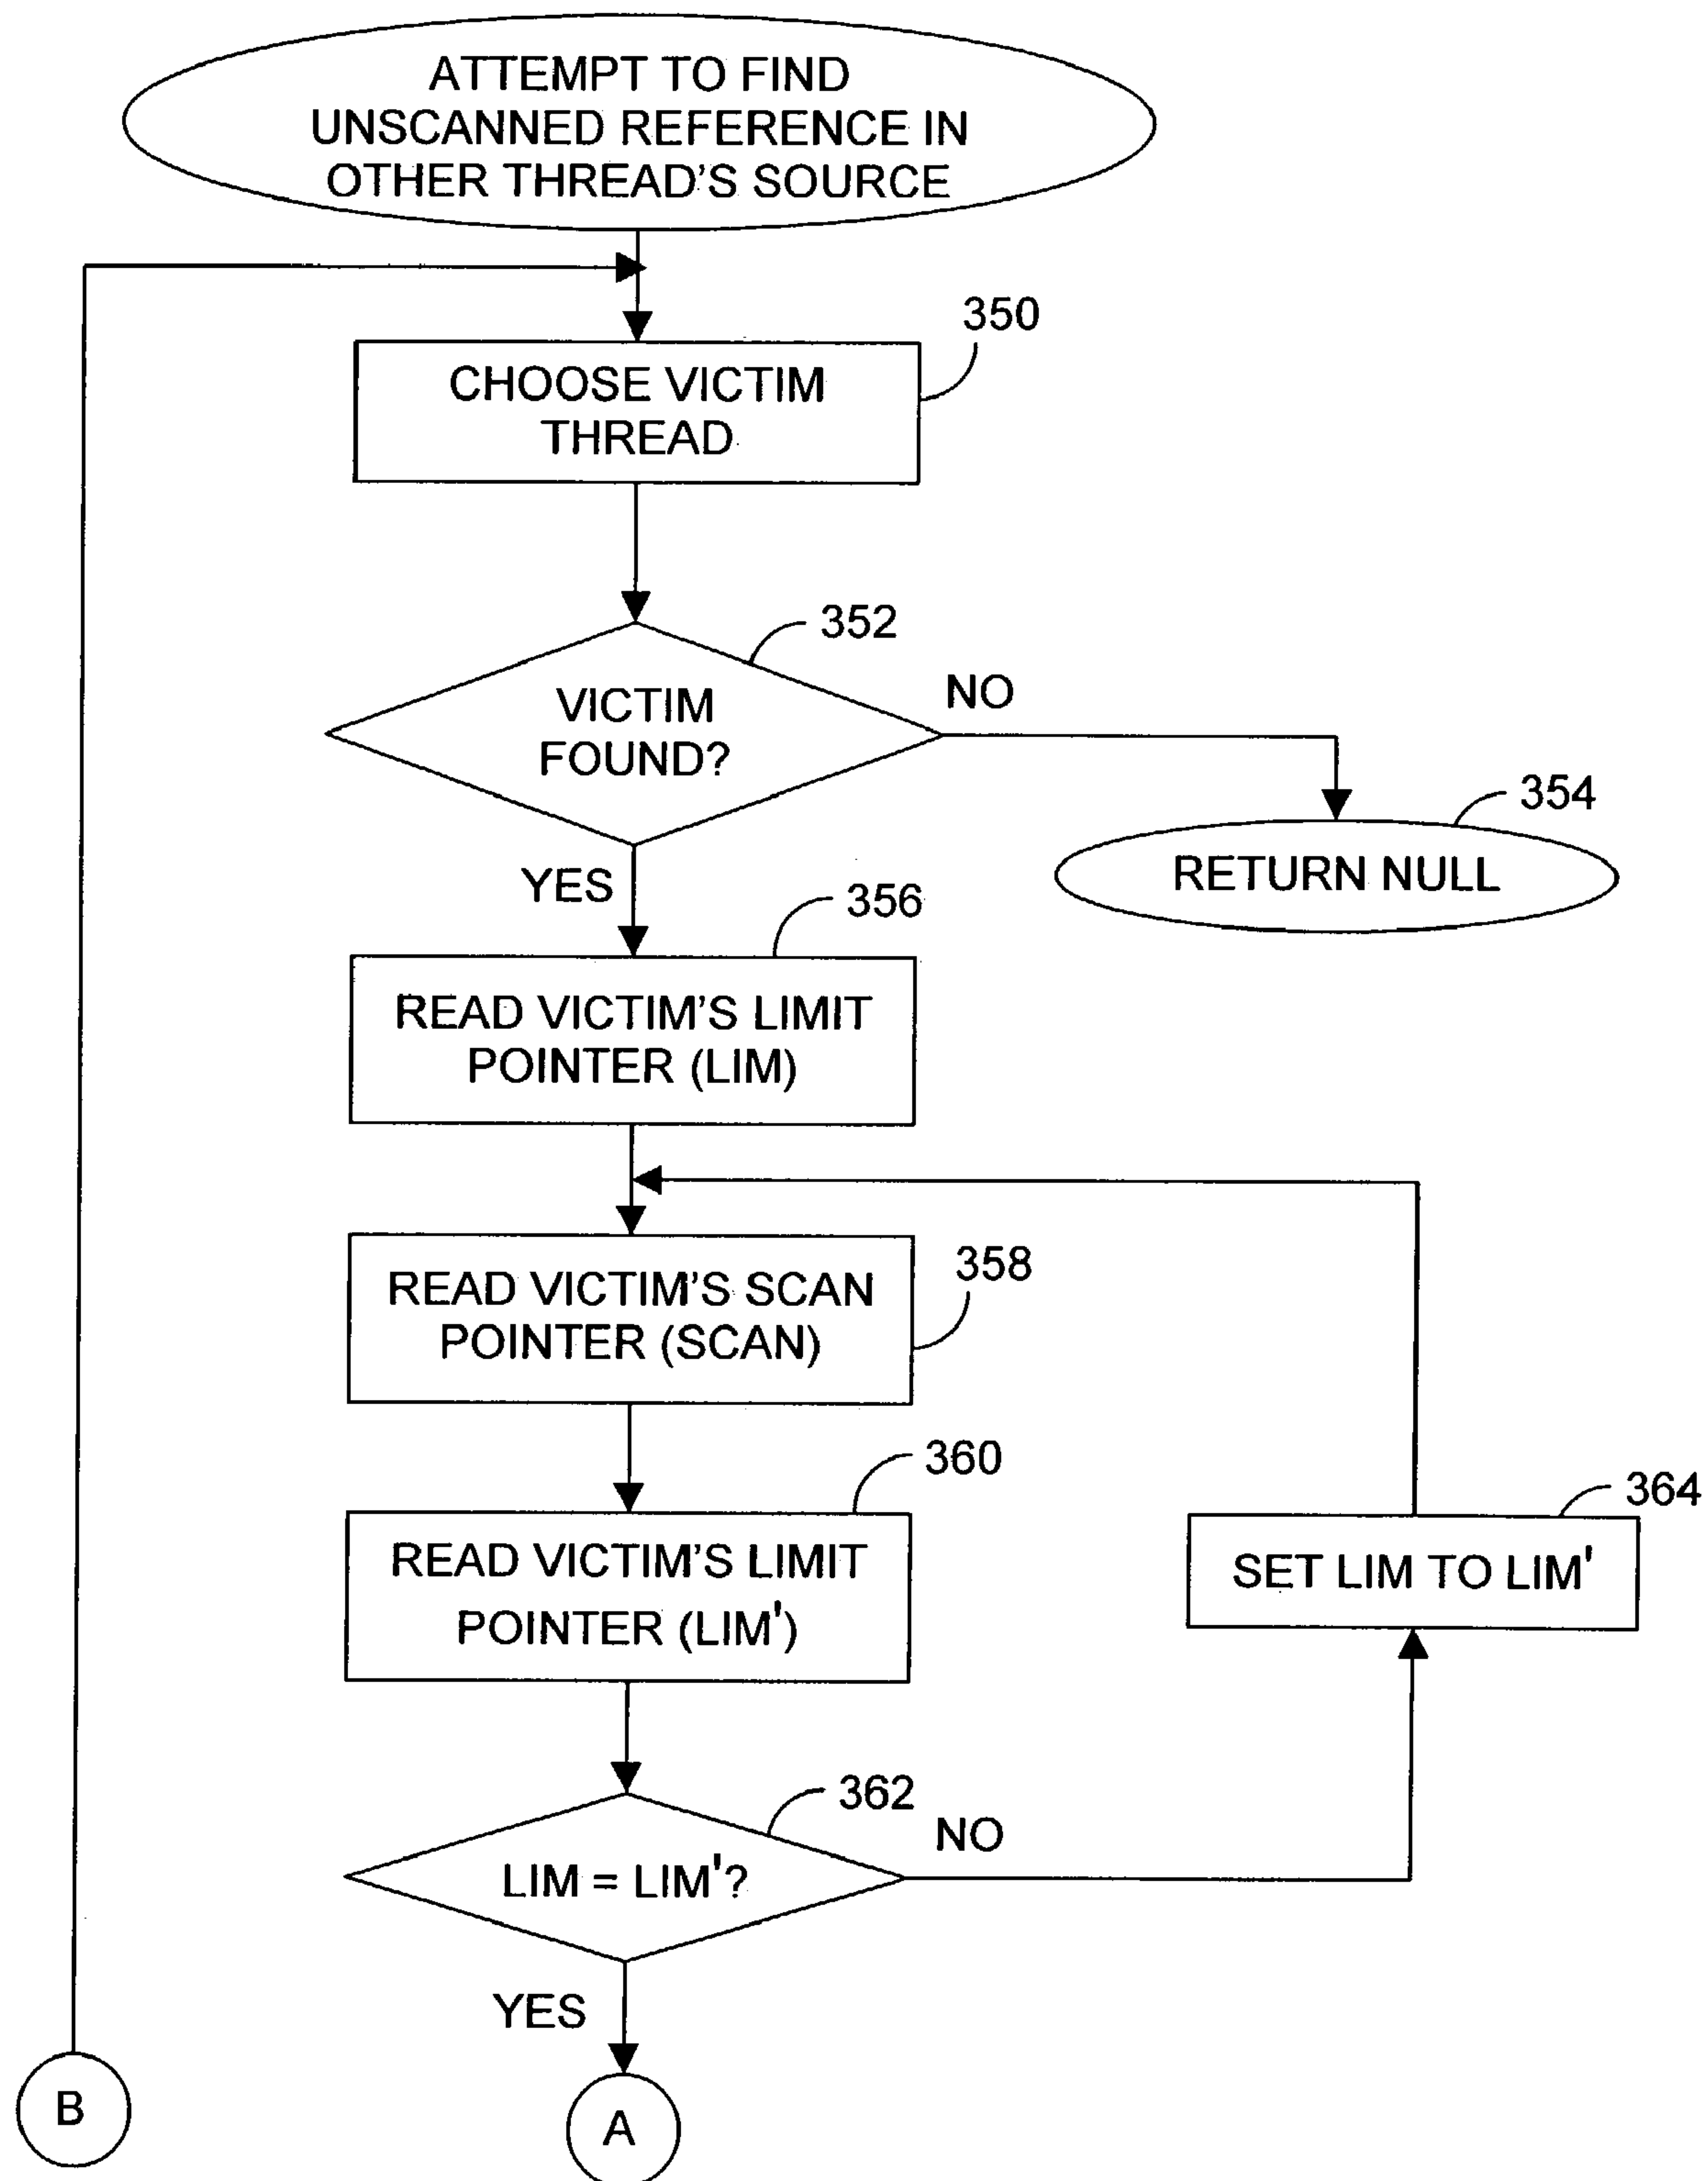 ATTEMPT TO FIND
UNSCANNED REFERENCE IN
OTHER THREAD'S SOURCE
350
CHOOSE VICTIM
THREAD
352
VICTIM
FOUND?
NO
354
RETURN NULL
YES
356
READ VICTIM'S LIMIT
POINTER (LIM)
358
READ VICTIM'S SCAN
POINTER (SCAN)
360
READ VICTIM'S LIMIT
POINTER (LIM')
364
SET LIM TO LIM'
362
LIM = LIM'?
NO
YES
B
A